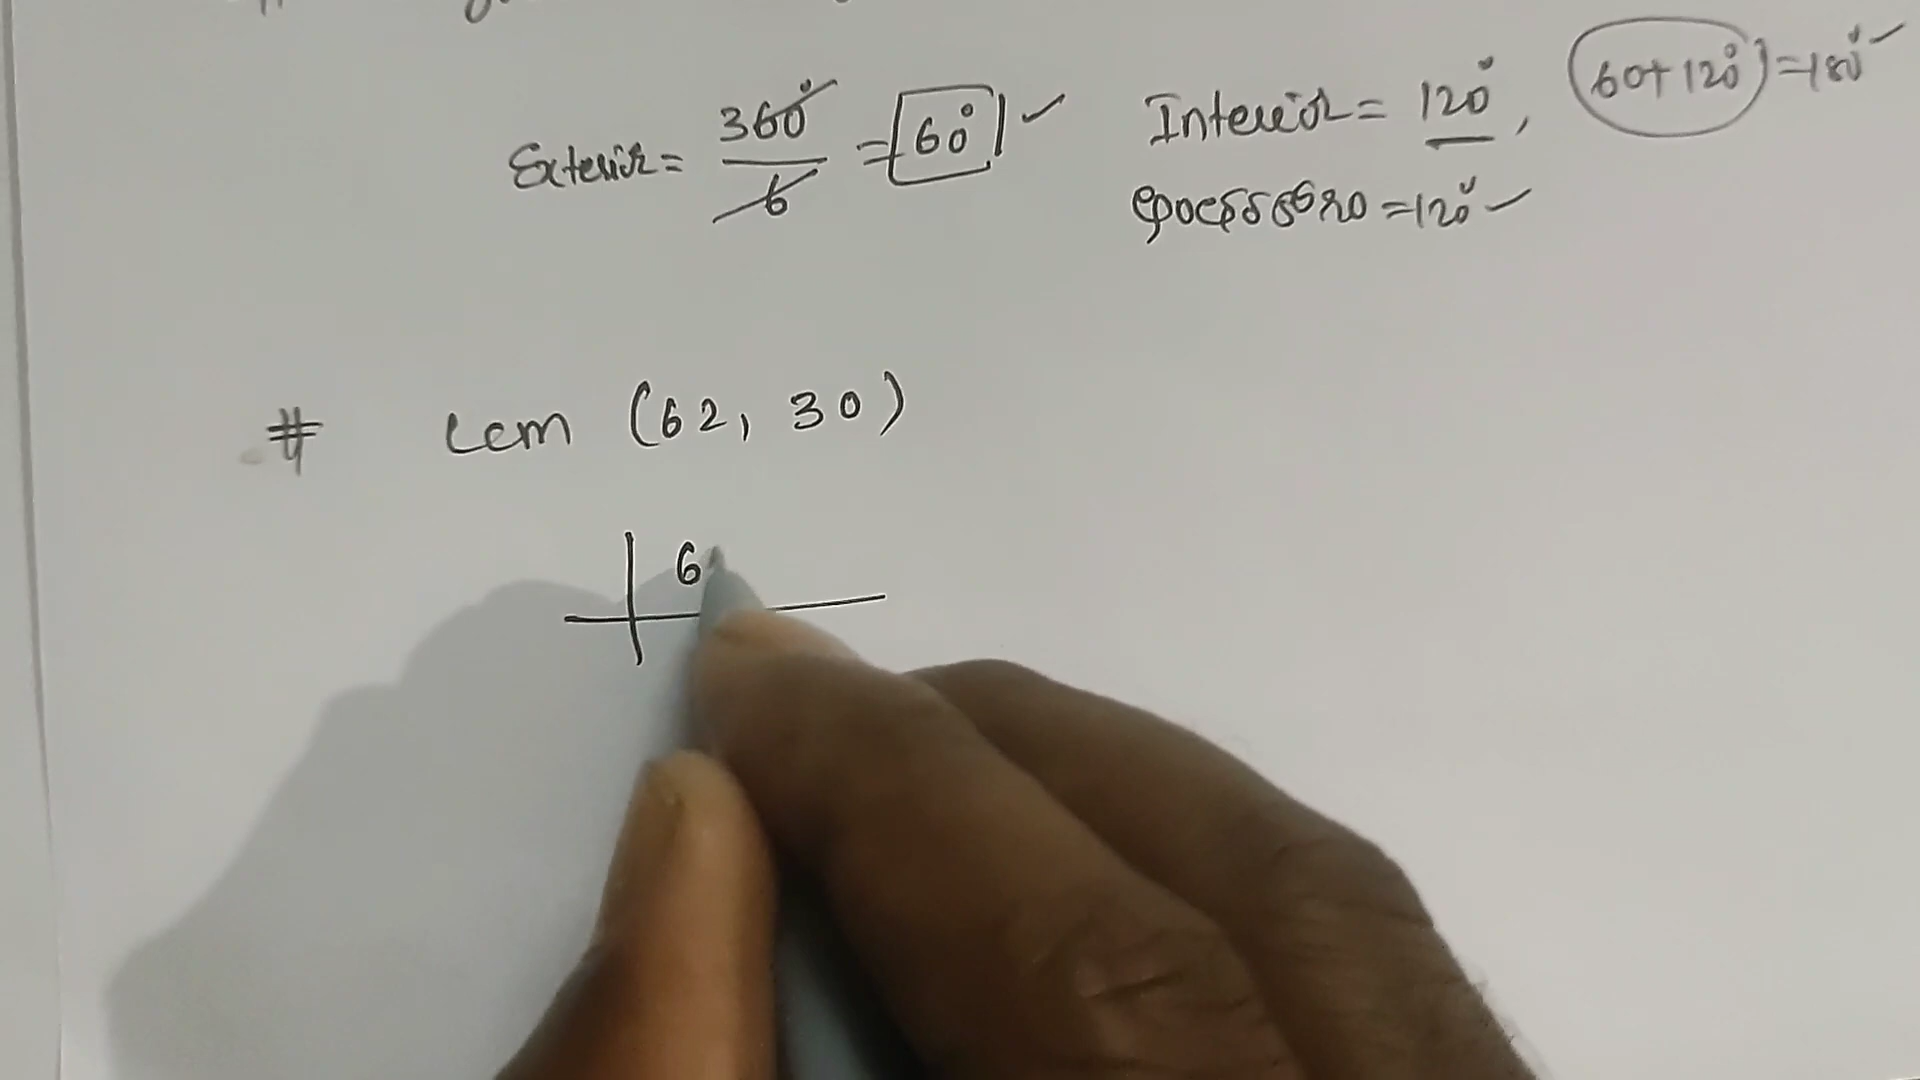 Exterior = 360° / 6 = 60° ✓ Interior = 120°, 60+120° = 180° ✓
= 120° ✓
# Lcm (62, 30)
6